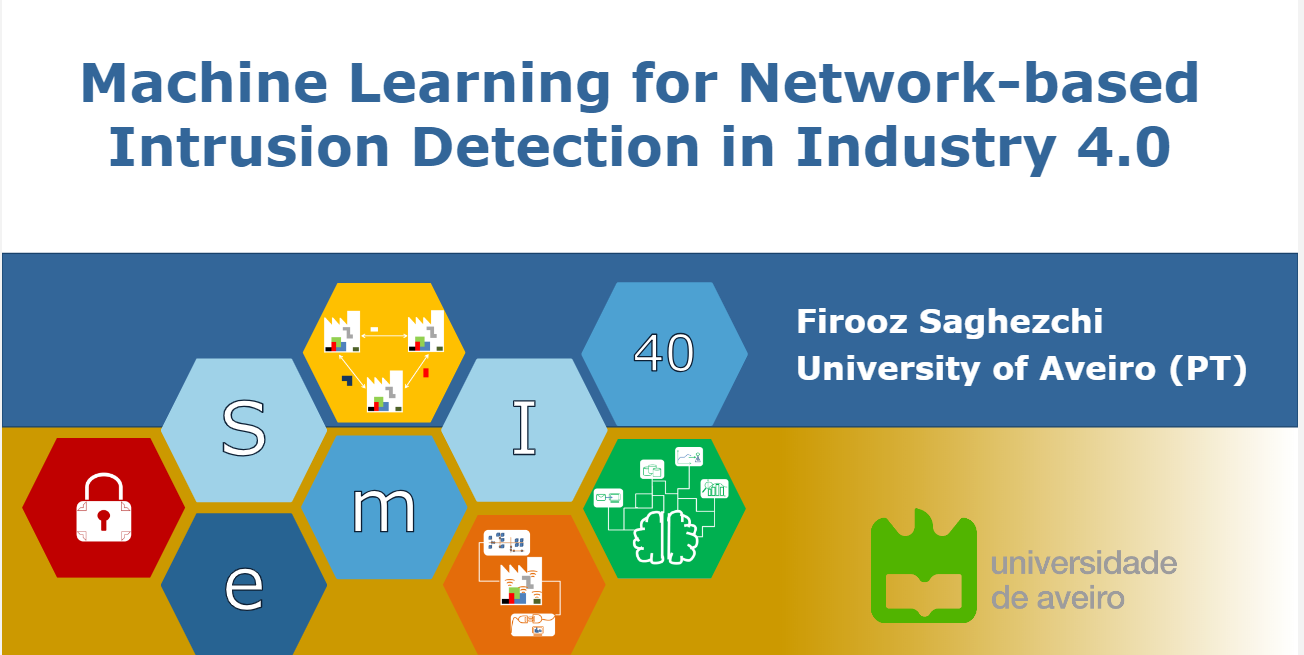 Machine Learning for Network-based
Intrusion Detection in Industry 4.0
Firooz Saghezchi
University of Aveiro (PT)
S
e
m
I
40
universidade
de aveiro